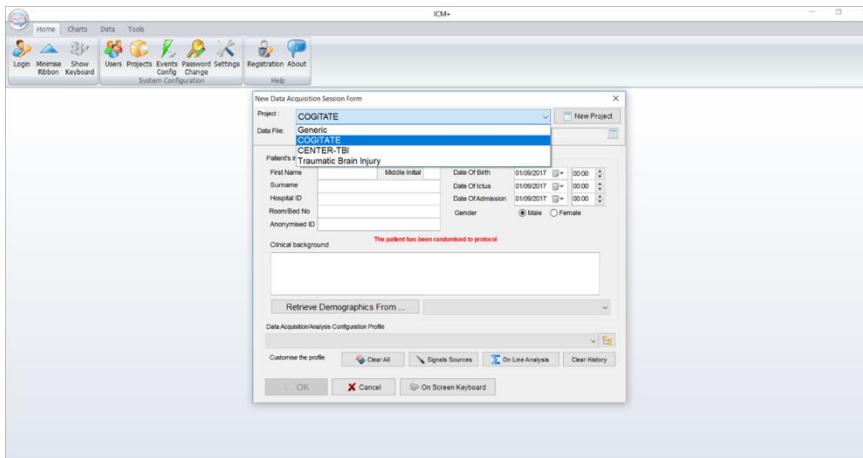 ICM+
Home Charts Data Tools
Login Minimise Ribbon Show Keyboard Users Projects Events Config Password Change Settings Registration About
System Configuration Help
New Data Acquisition Session Form
Project: COGiTATE New Project
Data File: Generic
COGiTATE
CENTER-TBI
Traumatic Brain Injury
First Name Middle Initial Date Of Birth 01/09/2017 00:00
Surname Date Of Ictus 01/09/2017 00:00
Hospital ID Date Of Admission 01/09/2017 00:00
Room/Bed No Gender Male Female
Anonymised ID
The patient has been randomised to protocol
Clinical background
Retrieve Demographics From ...
Data Acquisition/Analysis Configuration Profile
Customise the profile Clear All Signals Sources On Line Analysis Clear History
OK Cancel On Screen Keyboard